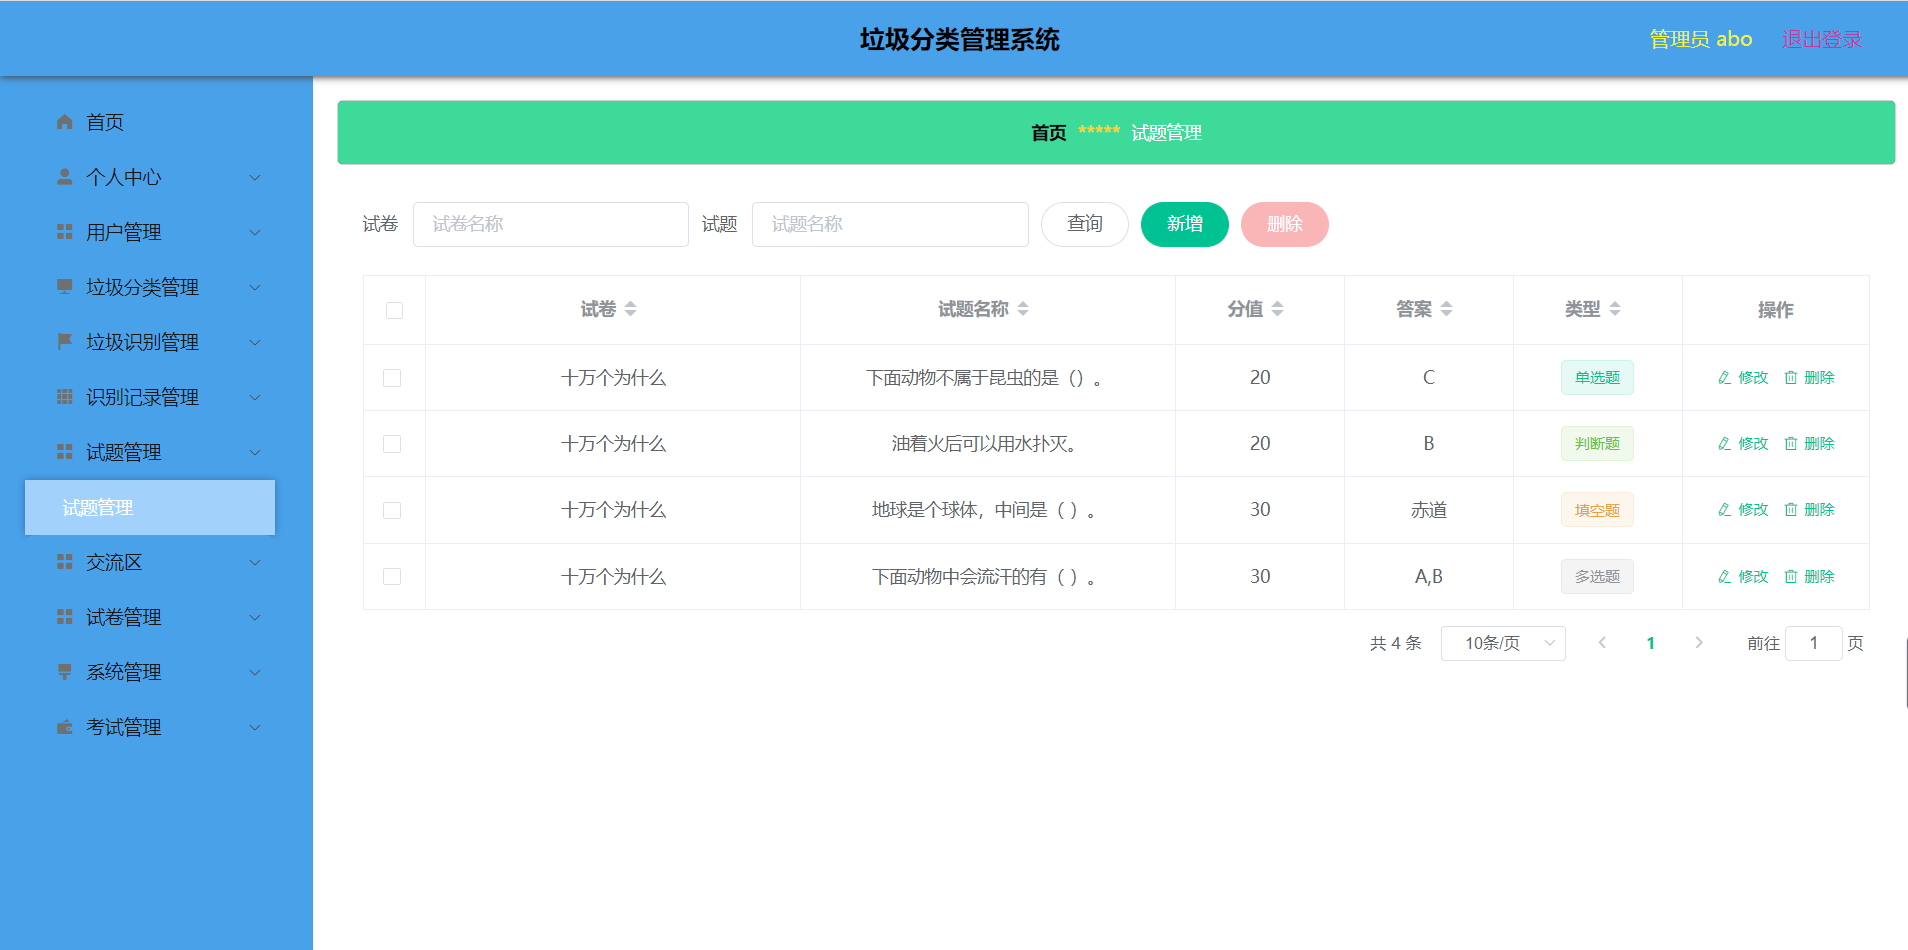 垃圾分类管理系统
管理员 abo 退出登录
首页
个人中心
用户管理
垃圾分类管理
垃圾识别管理
识别记录管理
试题管理
试题管理
交流区
试卷管理
系统管理
考试管理
首页 ***** 试题管理
试卷 试卷名称 试题 试题名称 查询 新增 删除
试卷 试题名称 分值 答案 类型 操作
十万个为什么 下面动物不属于昆虫的是（）。 20 C 单选题 修改 删除
十万个为什么 油着火后可以用水扑灭。 20 B 判断题 修改 删除
十万个为什么 地球是个球体，中间是（ ）。 30 赤道 填空题 修改 删除
十万个为什么 下面动物中会流汗的有（ ）。 30 A,B 多选题 修改 删除
共 4 条 10条/页 1 前往 1 页